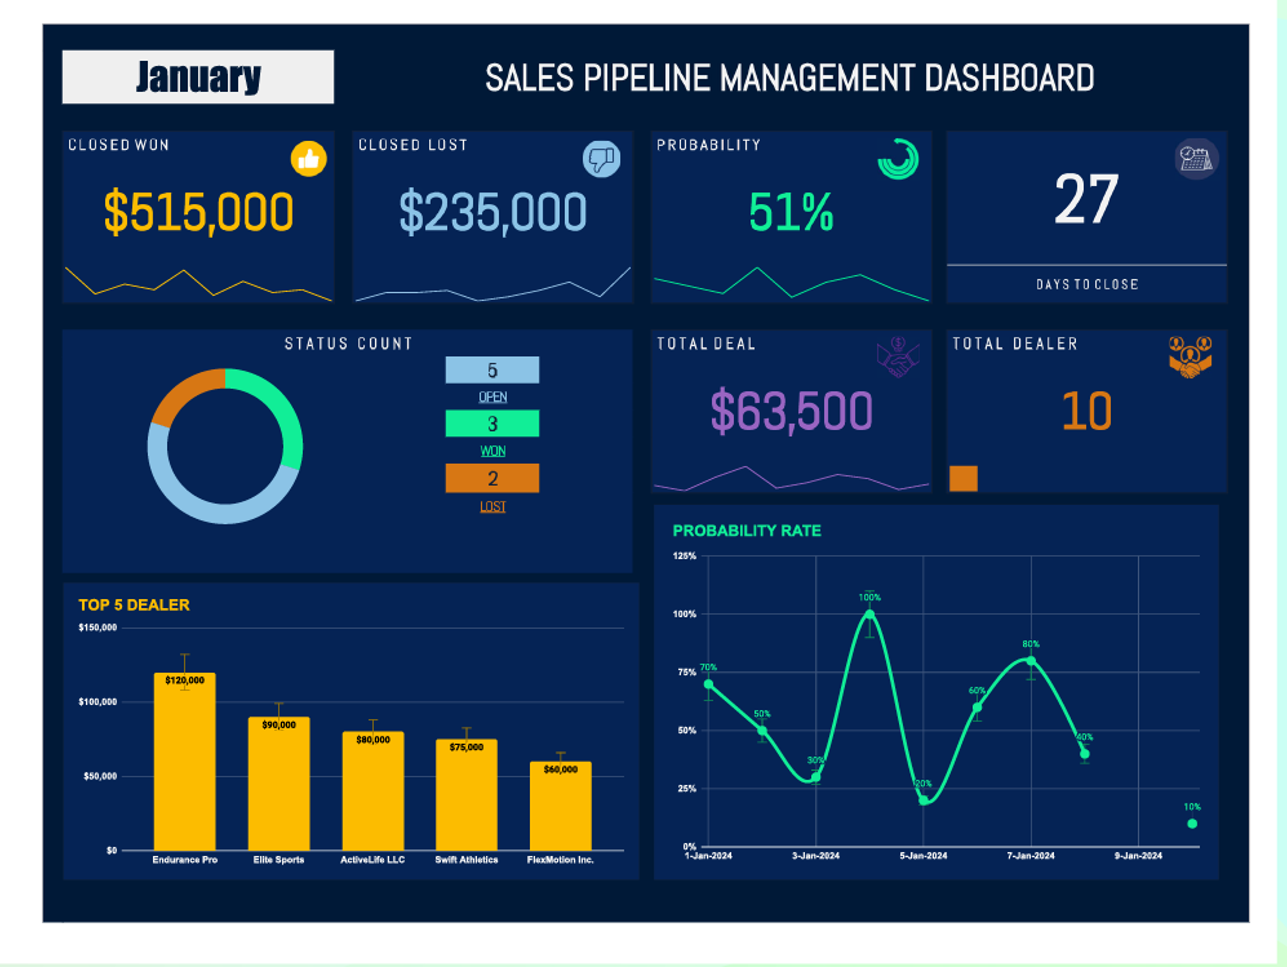 January
SALES PIPELINE MANAGEMENT DASHBOARD
CLOSED WON
$515,000
CLOSED LOST
$235,000
PROBABILITY
51%
27
DAYS TO CLOSE
STATUS COUNT
5
OPEN
3
WON
2
LOST
TOTAL DEAL
$63,500
TOTAL DEALER
10
TOP 5 DEALER
$150,000
$100,000
$50,000
$0
$120,000
$90,000
$80,000
$75,000
$60,000
Endurance Pro
Elite Sports
ActiveLife LLC
Swift Athletics
FlexMotion Inc.
PROBABILITY RATE
125%
100%
75%
50%
25%
0%
70%
50%
30%
100%
20%
60%
80%
40%
10%
1-Jan-2024
3-Jan-2024
5-Jan-2024
7-Jan-2024
9-Jan-2024